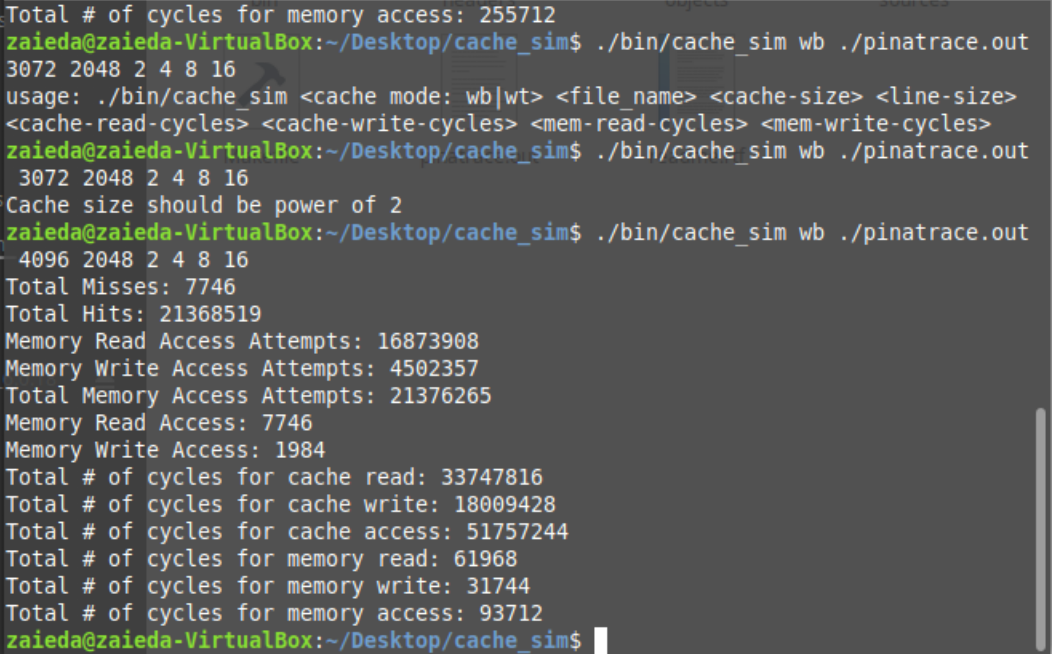 bin headers objects sources
Total # of cycles for memory access: 255712
zaieda@zaieda-VirtualBox:~/Desktop/cache_sim$ ./bin/cache_sim wb ./pinatrace.out
3072 2048 2 4 8 16
usage: ./bin/cache_sim <cache mode: wb|wt> <file_name> <cache-size> <line-size>
<cache-read-cycles> <cache-write-cycles> <mem-read-cycles> <mem-write-cycles>
zaieda@zaieda-VirtualBox:~/Desktop/cache_sim$ ./bin/cache_sim wb ./pinatrace.out
 3072 2048 2 4 8 16
Cache size should be power of 2
zaieda@zaieda-VirtualBox:~/Desktop/cache_sim$ ./bin/cache_sim wb ./pinatrace.out
 4096 2048 2 4 8 16
Total Misses: 7746
Total Hits: 21368519
Memory Read Access Attempts: 16873908
Memory Write Access Attempts: 4502357
Total Memory Access Attempts: 21376265
Memory Read Access: 7746
Memory Write Access: 1984
Total # of cycles for cache read: 33747816
Total # of cycles for cache write: 18009428
Total # of cycles for cache access: 51757244
Total # of cycles for memory read: 61968
Total # of cycles for memory write: 31744
Total # of cycles for memory access: 93712
zaieda@zaieda-VirtualBox:~/Desktop/cache_sim$